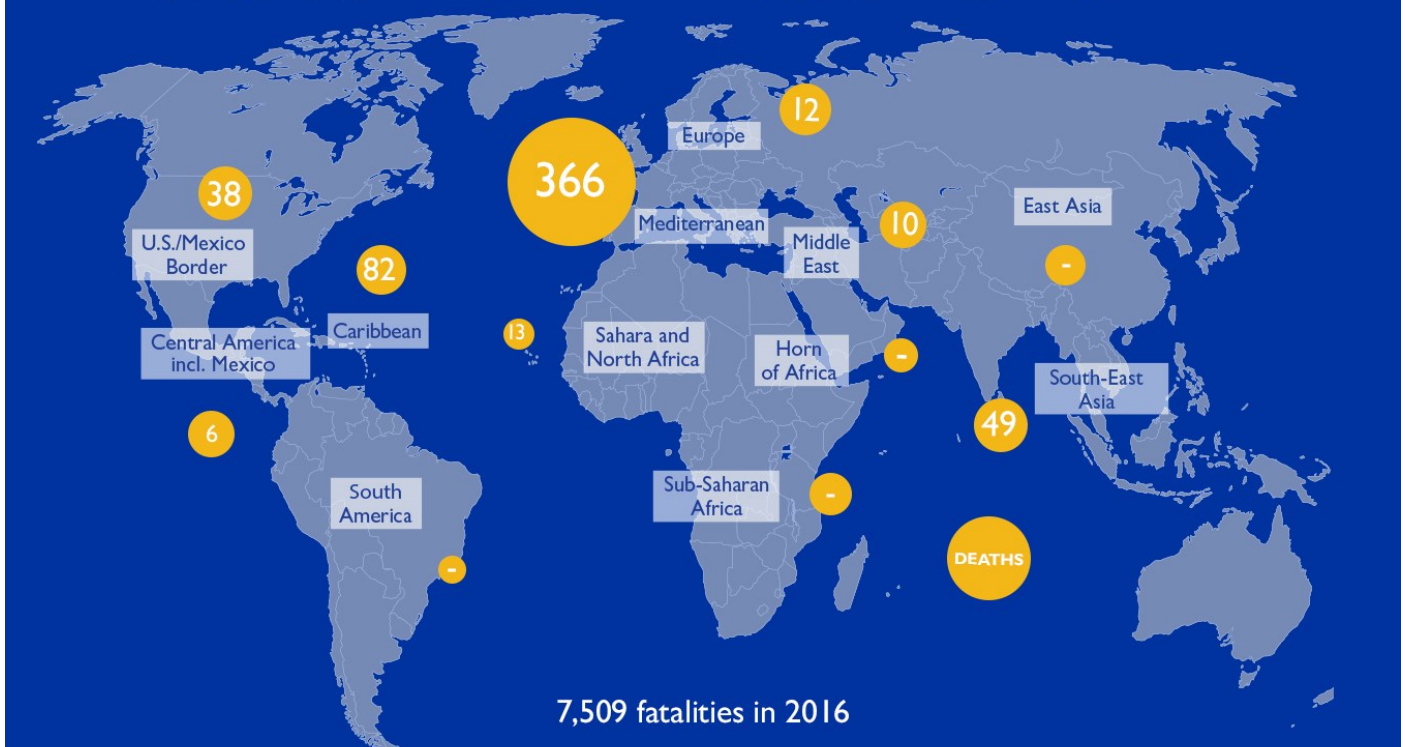 12
Europe
366
38
Mediterranean
10
East Asia
U.S./Mexico
Border
Middle
East
82
-
13
Caribbean
Central America
incl. Mexico
Sahara and
North Africa
Horn
of Africa
-
South-East
Asia
6
49
South
America
Sub-Saharan
Africa
-
-
DEATHS
7,509 fatalities in 2016